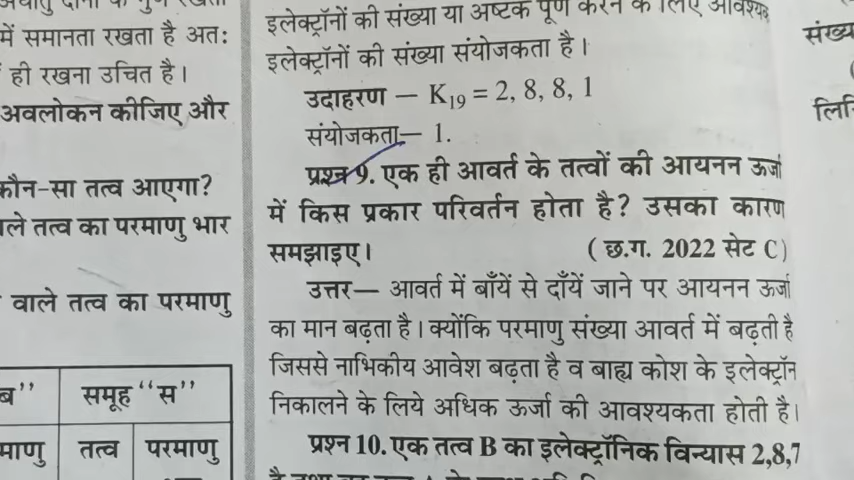 में समानता रखता है अत:
ही रखना उचित है।
अवलोकन कीजिए और
कौन-सा तत्व आएगा?
तत्व का परमाणु भार
वाले तत्व का परमाणु
समूह "स"
तत्व
परमाणु
इलेक्ट्रॉनों की संख्या या अष्टक पूर्ण करने के लिए आवश्यक
इलेक्ट्रॉनों की संख्या संयोजकता है।
उदाहरण — K₁₉ = 2, 8, 8, 1
संयोजकता— 1.
प्रश्न 9. एक ही आवर्त के तत्वों की आयनन ऊर्जा
में किस प्रकार परिवर्तन होता है? उसका कारण
समझाइए। (छ.ग. 2022 सेट C)
उत्तर— आवर्त में बाँयें से दाँयें जाने पर आयनन ऊर्जा
का मान बढ़ता है। क्योंकि परमाणु संख्या आवर्त में बढ़ती है
जिससे नाभिकीय आवेश बढ़ता है व बाह्य कोश के इलेक्ट्रॉन
निकालने के लिये अधिक ऊर्जा की आवश्यकता होती है।
प्रश्न 10. एक तत्व B का इलेक्ट्रॉनिक विन्यास 2,8,7